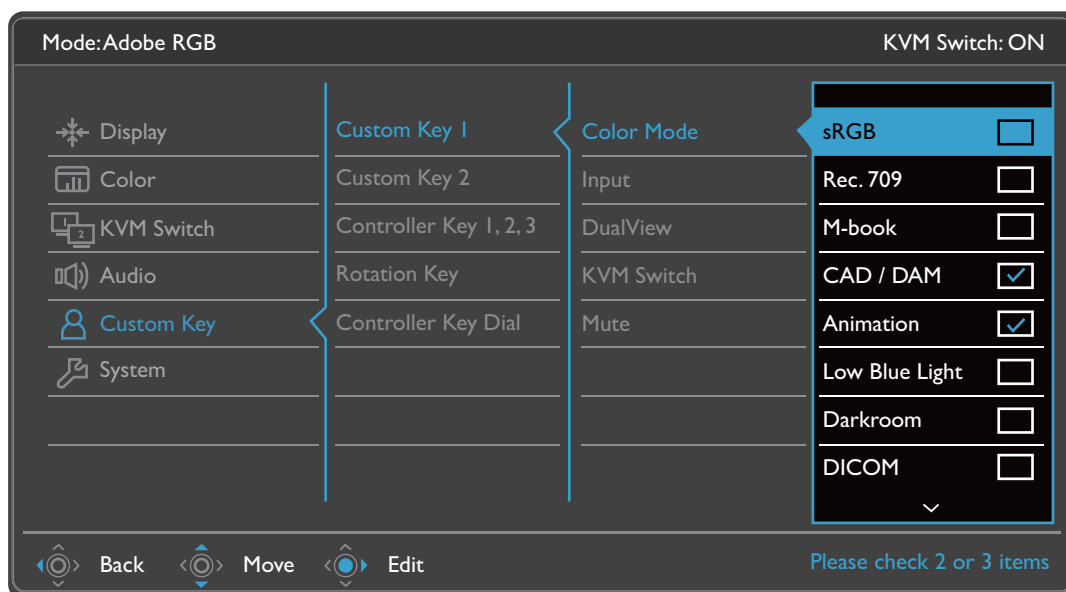 Mode: Adobe RGB
KVM Switch: ON
Display
Color
1
2
KVM Switch
Audio
Custom Key
System
Custom Key 1
Custom Key 2
Controller Key 1, 2, 3
Rotation Key
Controller Key Dial
Color Mode
Input
DualView
KVM Switch
Mute
sRGB
Rec. 709
M-book
CAD / DAM
Animation
Low Blue Light
Darkroom
DICOM
Back
Move
Edit
Please check 2 or 3 items